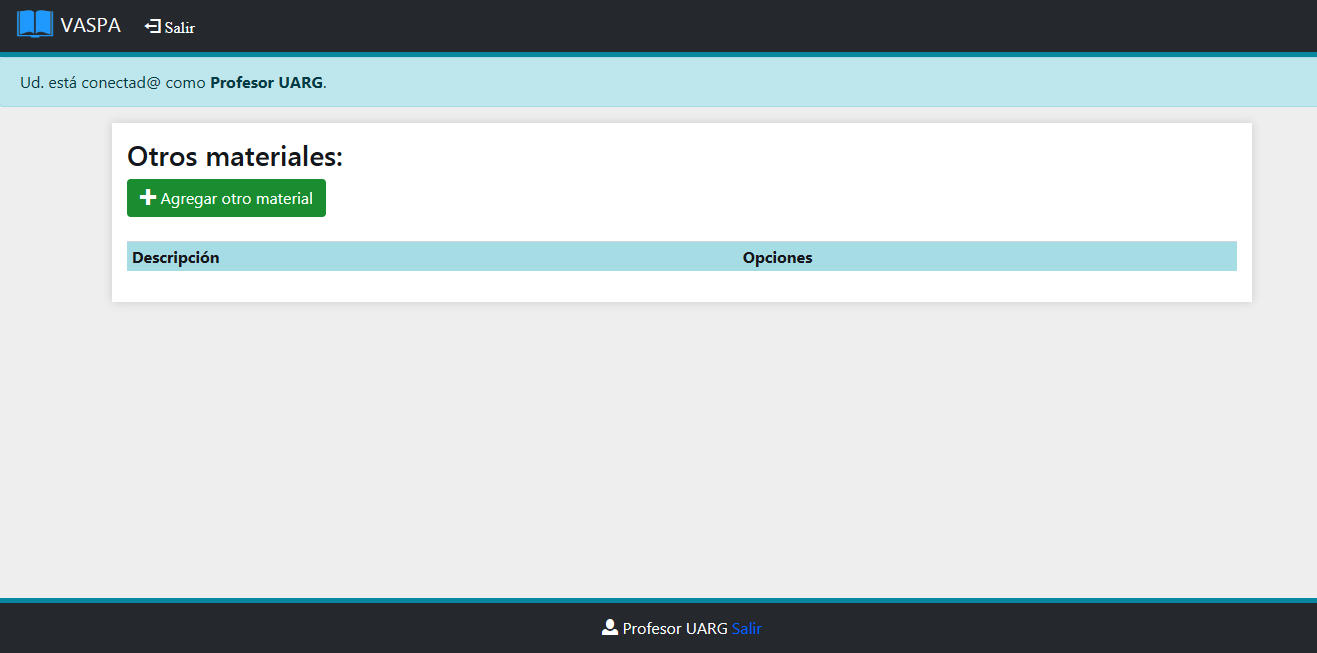 VASPA Salir
Ud. está conectad@ como Profesor UARG.
Otros materiales:
Agregar otro material
Descripción Opciones
Profesor UARG Salir